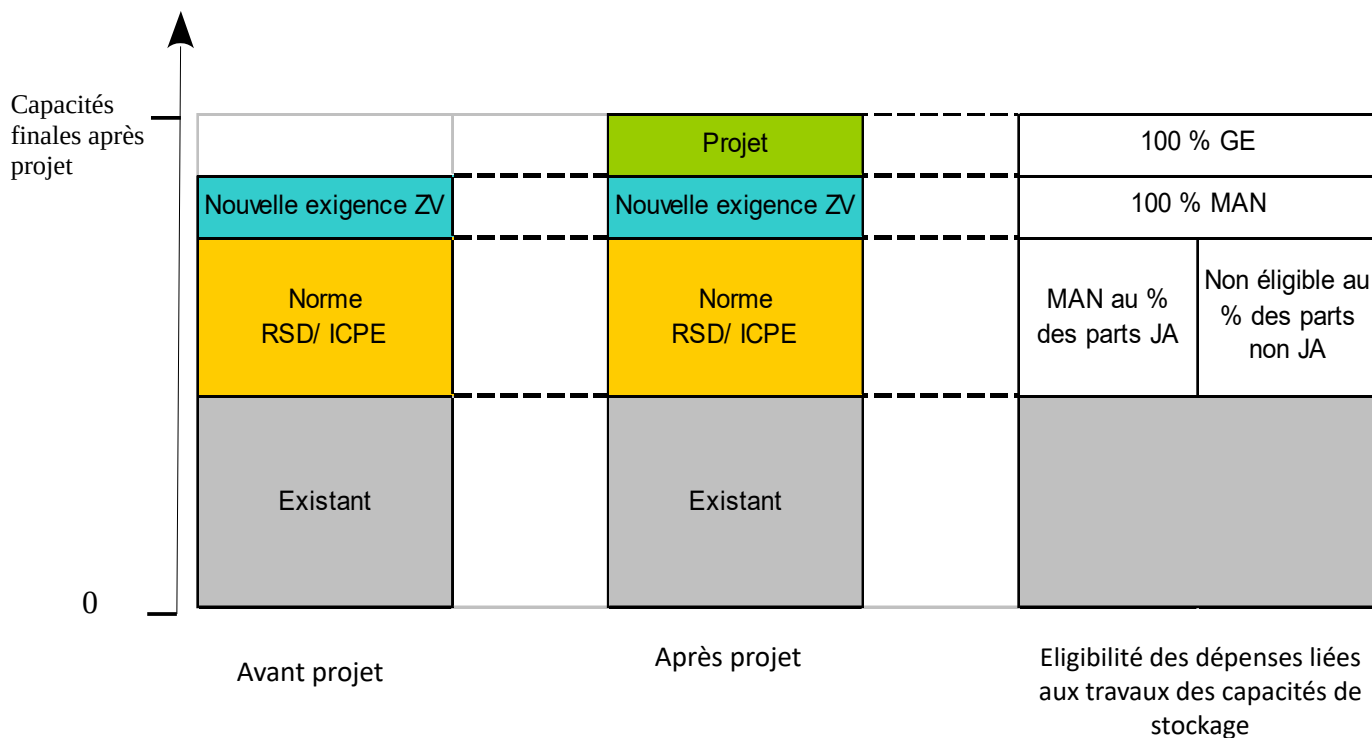 Capacités
finales après
projet
Projet
100 % GE
Nouvelle exigence ZV
Nouvelle exigence ZV
100 % MAN
Norme
RSD/ ICPE
Norme
RSD/ ICPE
MAN au %
des parts JA
Non éligible au
% des parts
non JA
Existant
Existant
0
Avant projet
Après projet
Eligibilité des dépenses liées
aux travaux des capacités de
stockage